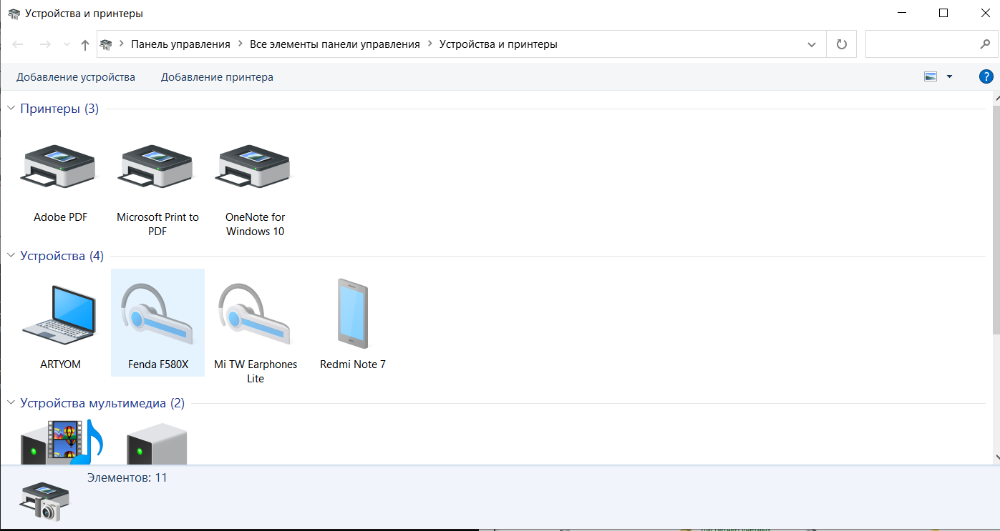 Устройства и принтеры
Панель управления > Все элементы панели управления > Устройства и принтеры
Добавление устройства Добавление принтера ?
Принтеры (3)
Adobe PDF
Microsoft Print to
PDF
OneNote for
Windows 10
Устройства (4)
ARTYOM
Fenda F580X
Mi TW Earphones
Lite
Redmi Note 7
Устройства мультимедиа (2)
Элементов: 11